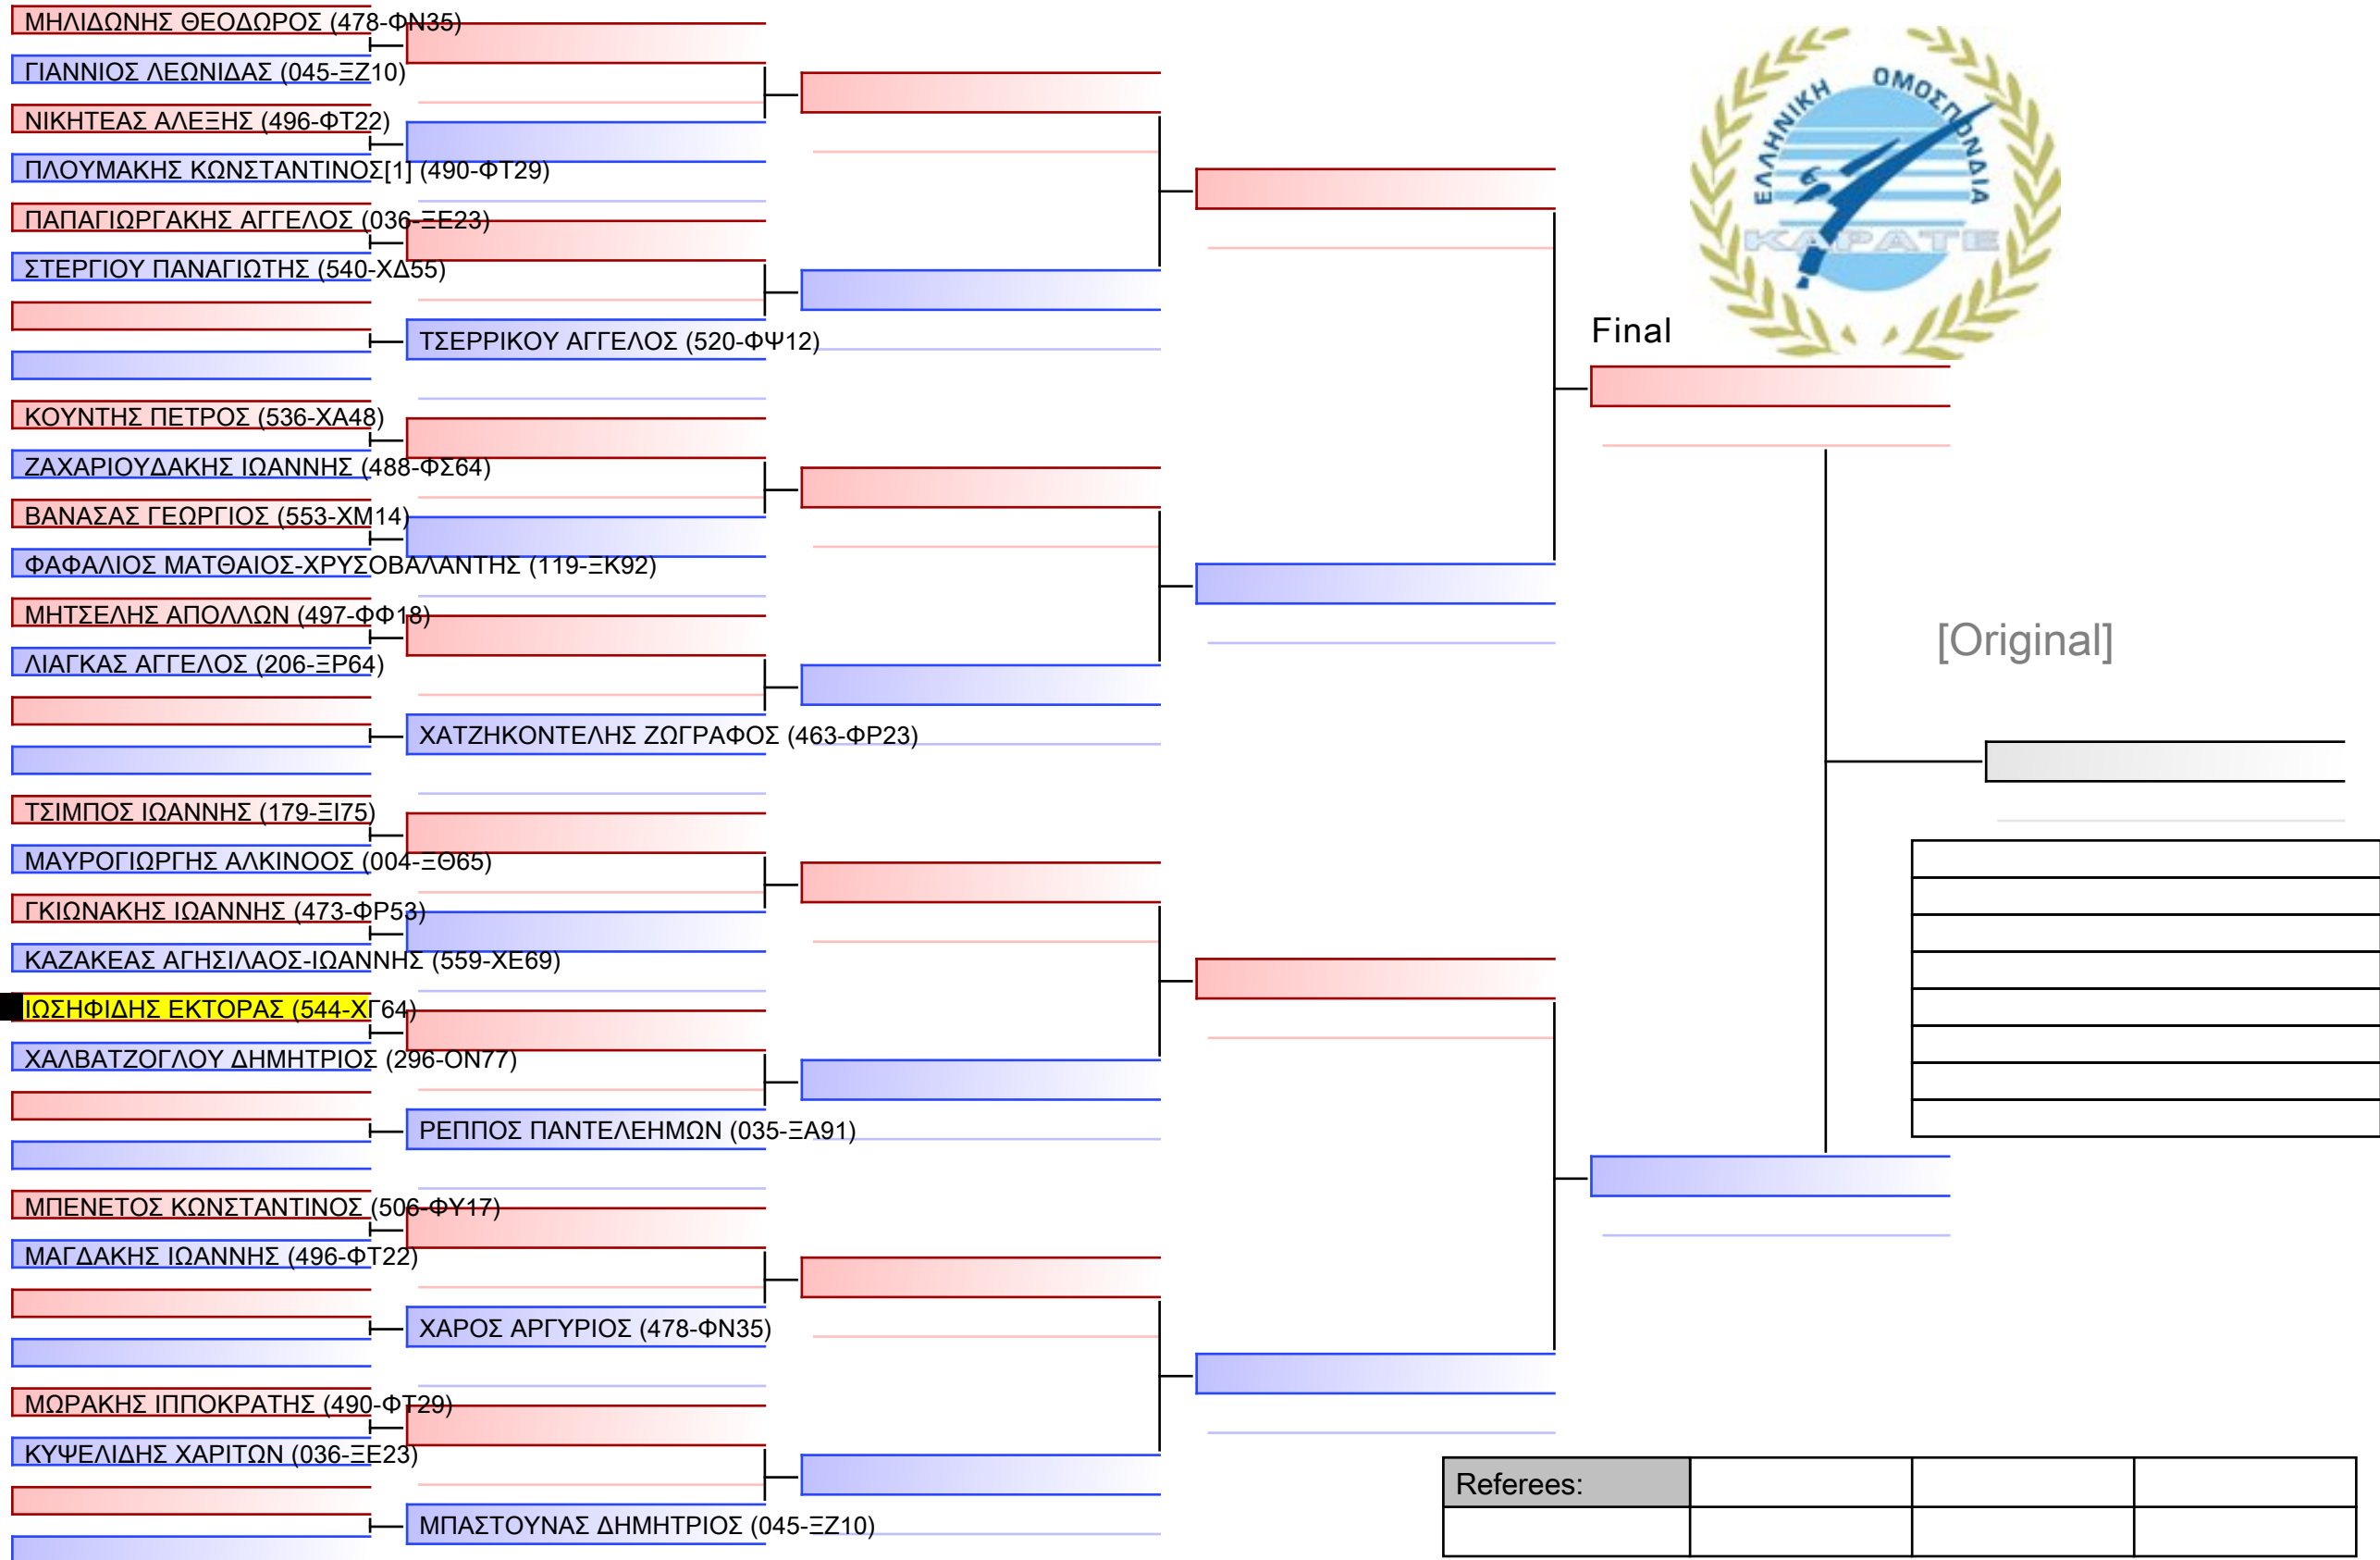 ΜΗΛΙΔΩΝΗΣ ΘΕΟΔΩΡΟΣ (478-ΦΝ35)
ΓΙΑΝΝΙΟΣ ΛΕΩΝΙΔΑΣ (045-ΞΖ10)
ΝΙΚΗΤΕΑΣ ΑΛΕΞΗΣ (496-ΦΤ22)
ΠΛΟΥΜΑΚΗΣ ΚΩΝΣΤΑΝΤΙΝΟΣ[1] (490-ΦΤ29)
ΠΑΠΑΓΙΩΡΓΑΚΗΣ ΑΓΓΕΛΟΣ (036-ΞΕ23)
ΣΤΕΡΓΙΟΥ ΠΑΝΑΓΙΩΤΗΣ (540-ΧΔ55)
ΤΣΕΡΡΙΚΟΥ ΑΓΓΕΛΟΣ (520-ΦΨ12)
ΚΟΥΝΤΗΣ ΠΕΤΡΟΣ (536-ΧΑ48)
ΖΑΧΑΡΙΟΥΔΑΚΗΣ ΙΩΑΝΝΗΣ (488-ΦΣ64)
ΒΑΝΑΣΑΣ ΓΕΩΡΓΙΟΣ (553-ΧΜ14)
ΦΑΦΑΛΙΟΣ ΜΑΤΘΑΙΟΣ-ΧΡΥΣΟΒΑΛΑΝΤΗΣ (119-ΞΚ92)
ΜΗΤΣΕΛΗΣ ΑΠΟΛΛΩΝ (497-ΦΦ18)
ΛΙΑΓΚΑΣ ΑΓΓΕΛΟΣ (206-ΞΡ64)
ΧΑΤΖΗΚΟΝΤΕΛΗΣ ΖΩΓΡΑΦΟΣ (463-ΦΡ23)
ΤΣΙΜΠΟΣ ΙΩΑΝΝΗΣ (179-ΞΙ75)
ΜΑΥΡΟΓΙΩΡΓΗΣ ΑΛΚΙΝΟΟΣ (004-ΞΘ65)
ΓΚΙΩΝΑΚΗΣ ΙΩΑΝΝΗΣ (473-ΦΡ53)
ΚΑΖΑΚΕΑΣ ΑΓΗΣΙΛΑΟΣ-ΙΩΑΝΝΗΣ (559-ΧΕ69)
ΙΩΣΗΦΙΔΗΣ ΕΚΤΟΡΑΣ (544-ΧΓ64)
ΧΑΛΒΑΤΖΟΓΛΟΥ ΔΗΜΗΤΡΙΟΣ (296-ΟΝ77)
ΡΕΠΠΟΣ ΠΑΝΤΕΛΕΗΜΩΝ (035-ΞΑ91)
ΜΠΕΝΕΤΟΣ ΚΩΝΣΤΑΝΤΙΝΟΣ (506-ΦΥ17)
ΜΑΓΔΑΚΗΣ ΙΩΑΝΝΗΣ (496-ΦΤ22)
ΧΑΡΟΣ ΑΡΓΥΡΙΟΣ (478-ΦΝ35)
ΜΩΡΑΚΗΣ ΙΠΠΟΚΡΑΤΗΣ (490-ΦΤ29)
ΚΥΨΕΛΙΔΗΣ ΧΑΡΙΤΩΝ (036-ΞΕ23)
ΜΠΑΣΤΟΥΝΑΣ ΔΗΜΗΤΡΙΟΣ (045-ΞΖ10)
ΕΛΛΗΝΙΚΗ ΟΜΟΣΠΟΝΔΙΑ
ΚΑΡΑΤΕ
Final
[Original]
Referees: